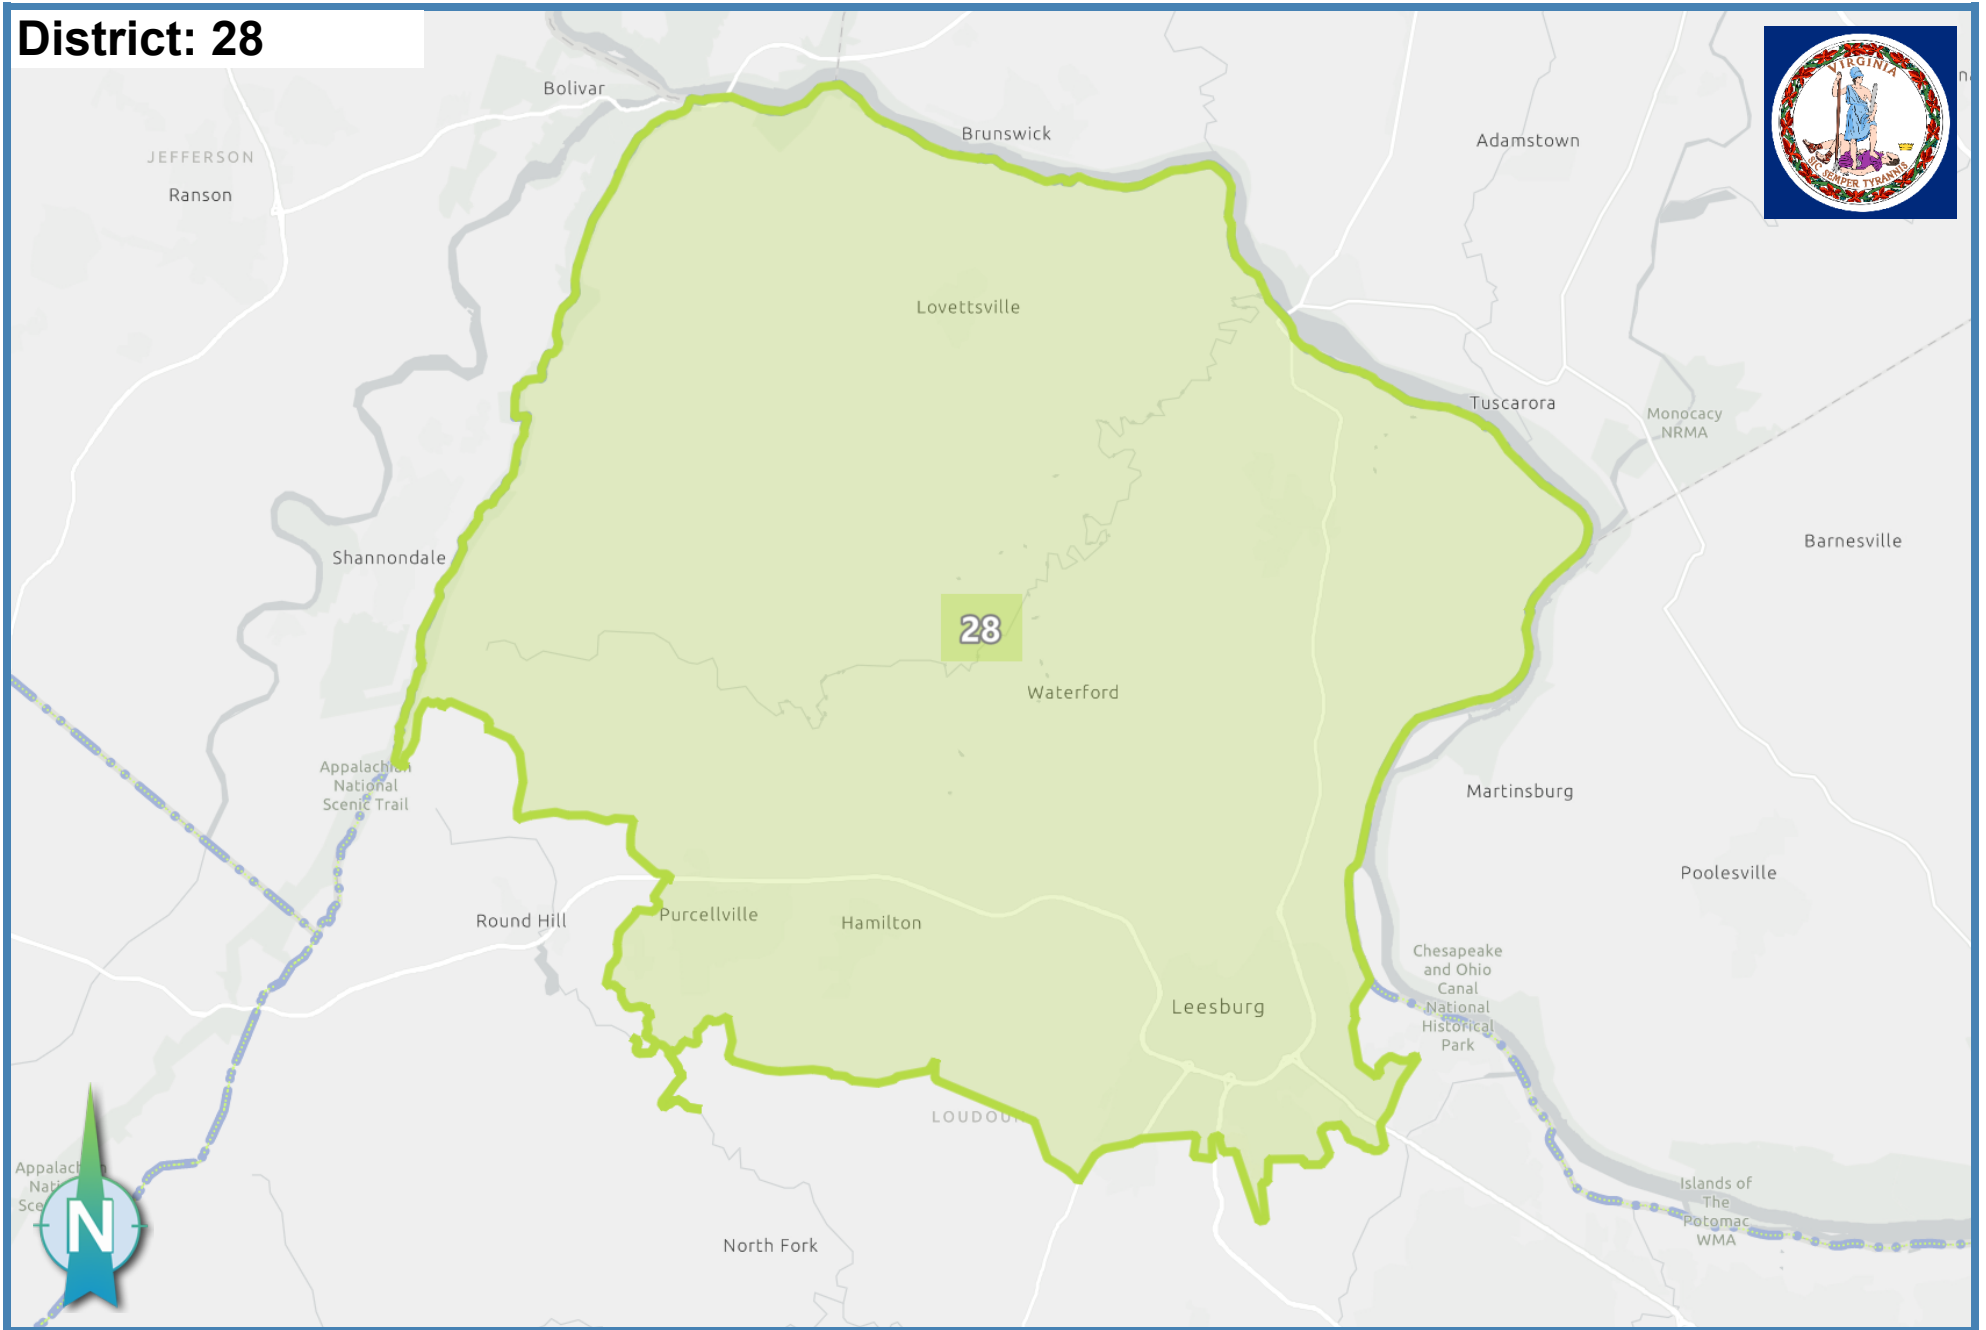 District: 28
VIRGINIA
SIC SEMPER TYRANNIS
Bolivar
Brunswick
Adamstown
JEFFERSON
Ranson
Lovettsville
Tuscarora
Monocacy
NRMA
Barnesville
Shannondale
28
Waterford
Appalachian
National
Scenic Trail
Martinsburg
Poolesville
Round Hill
Purcellville
Hamilton
Chesapeake
and Ohio
Canal
National
Historical
Park
Leesburg
LOUDOU
Islands of
The
Potomac
WMA
North Fork
N